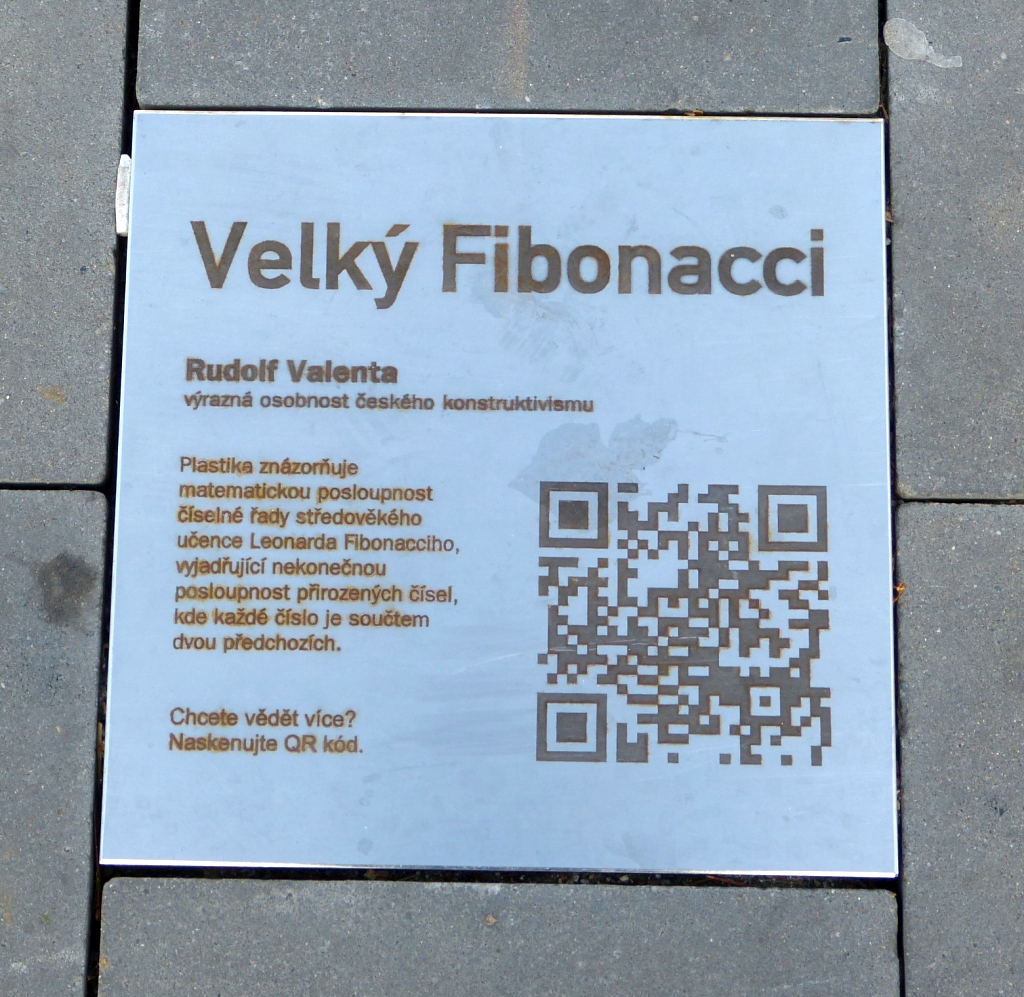 Velký Fibonacci
Rudolf Valenta
výrazná osobnost českého konstruktivismu
Plastika znázorňuje
matematickou posloupnost
číselné řady středověkého
učence Leonarda Fibonacciho,
vyjadřující nekonečnou
posloupnost přirozených čísel,
kde každé číslo je součtem
dvou předchozích.
Chcete vědět více?
Naskenujte QR kód.